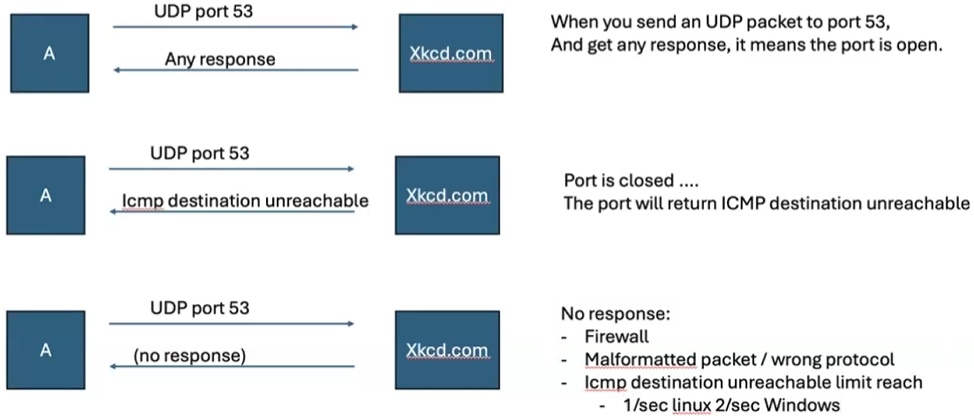 UDP port 53
A
Any response
Xkcd.com
When you send an UDP packet to port 53,
And get any response, it means the port is open.
UDP port 53
A
Icmp destination unreachable
Xkcd.com
Port is closed ....
The port will return ICMP destination unreachable
UDP port 53
A
(no response)
Xkcd.com
No response:
- Firewall
- Malformatted packet / wrong protocol
- Icmp destination unreachable limit reach
- 1/sec linux 2/sec Windows